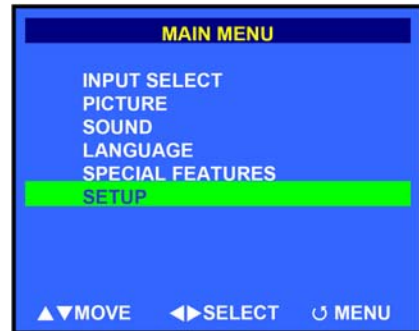 MAIN MENU
INPUT SELECT
PICTURE
SOUND
LANGUAGE
SPECIAL FEATURES
SETUP
▲▼MOVE ◀▶SELECT ↺ MENU